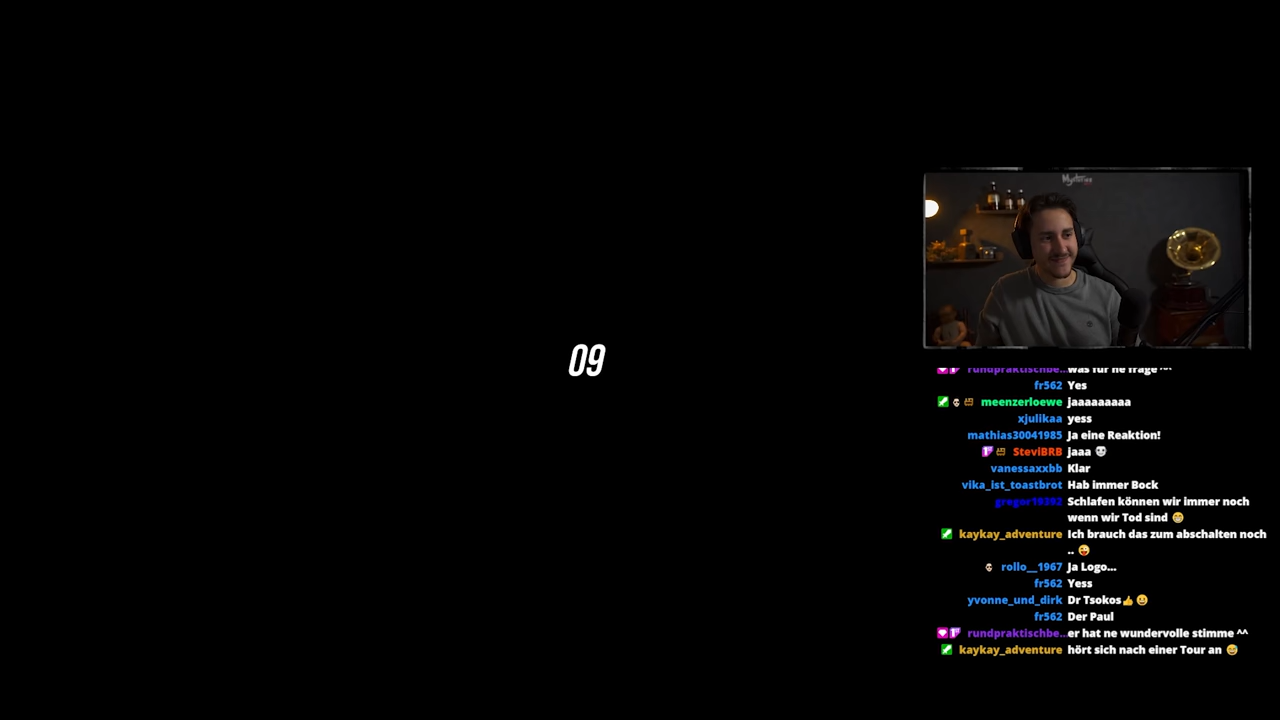 Mysteries
09
rundpraktischbe... was für ne frage ^^
fr562 Yes
meenzerloewe jaaaaaaaaa
xjulikaa yess
mathias30041985 Ja eine Reaktion!
SteviBRB jaaa 💀
vanessaxxbb Klar
vika_ist_toastbrot Hab immer Bock
gregor19392 Schlafen können wir immer noch
wenn wir Tod sind 😁
kaykay_adventure Ich brauch das zum abschalten noch
.. 😜
rollo__1967 Ja Logo...
fr562 Yess
yvonne_und_dirk Dr Tsokos👍😀
fr562 Der Paul
rundpraktischbe... er hat ne wundervolle stimme ^^
kaykay_adventure hört sich nach einer Tour an 😅